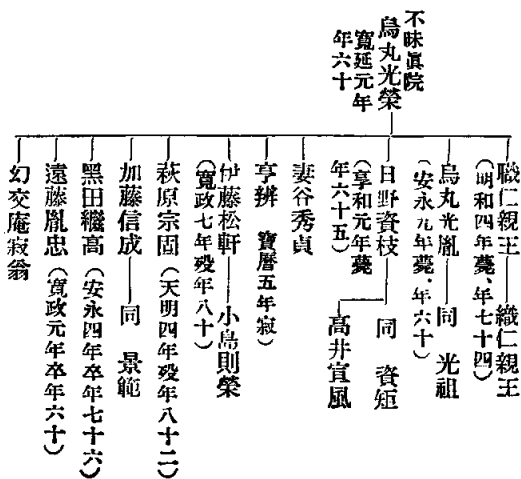 不昧眞院
烏丸光榮
寬延元年
年六十
職仁親王―織仁親王
(明和四年薨、年七十四)
烏丸光胤―同 光祖
(安永九年薨、年六十)
日野資枝―同 資矩
高井宣風
(享和元年薨
年六十五)
妻谷秀貞
亨辨 寶曆五年寂)
伊藤松軒―小島則榮
(寬政七年歿年八十)
萩原宗固(天明四年歿年八十二)
加藤信成―同 景範
黑田繼高(安永四年卒年七十六)
遠藤胤忠(寬政元年卒年六十)
幻交庵寂翁